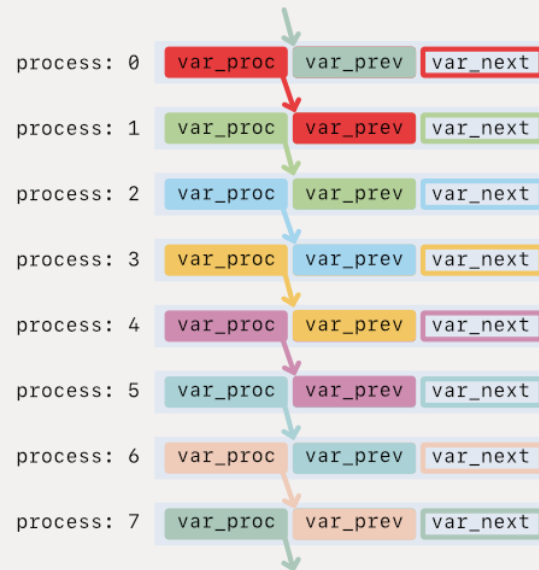 process: 0 var_proc var_prev var_next
process: 1 var_proc var_prev var_next
process: 2 var_proc var_prev var_next
process: 3 var_proc var_prev var_next
process: 4 var_proc var_prev var_next
process: 5 var_proc var_prev var_next
process: 6 var_proc var_prev var_next
process: 7 var_proc var_prev var_next